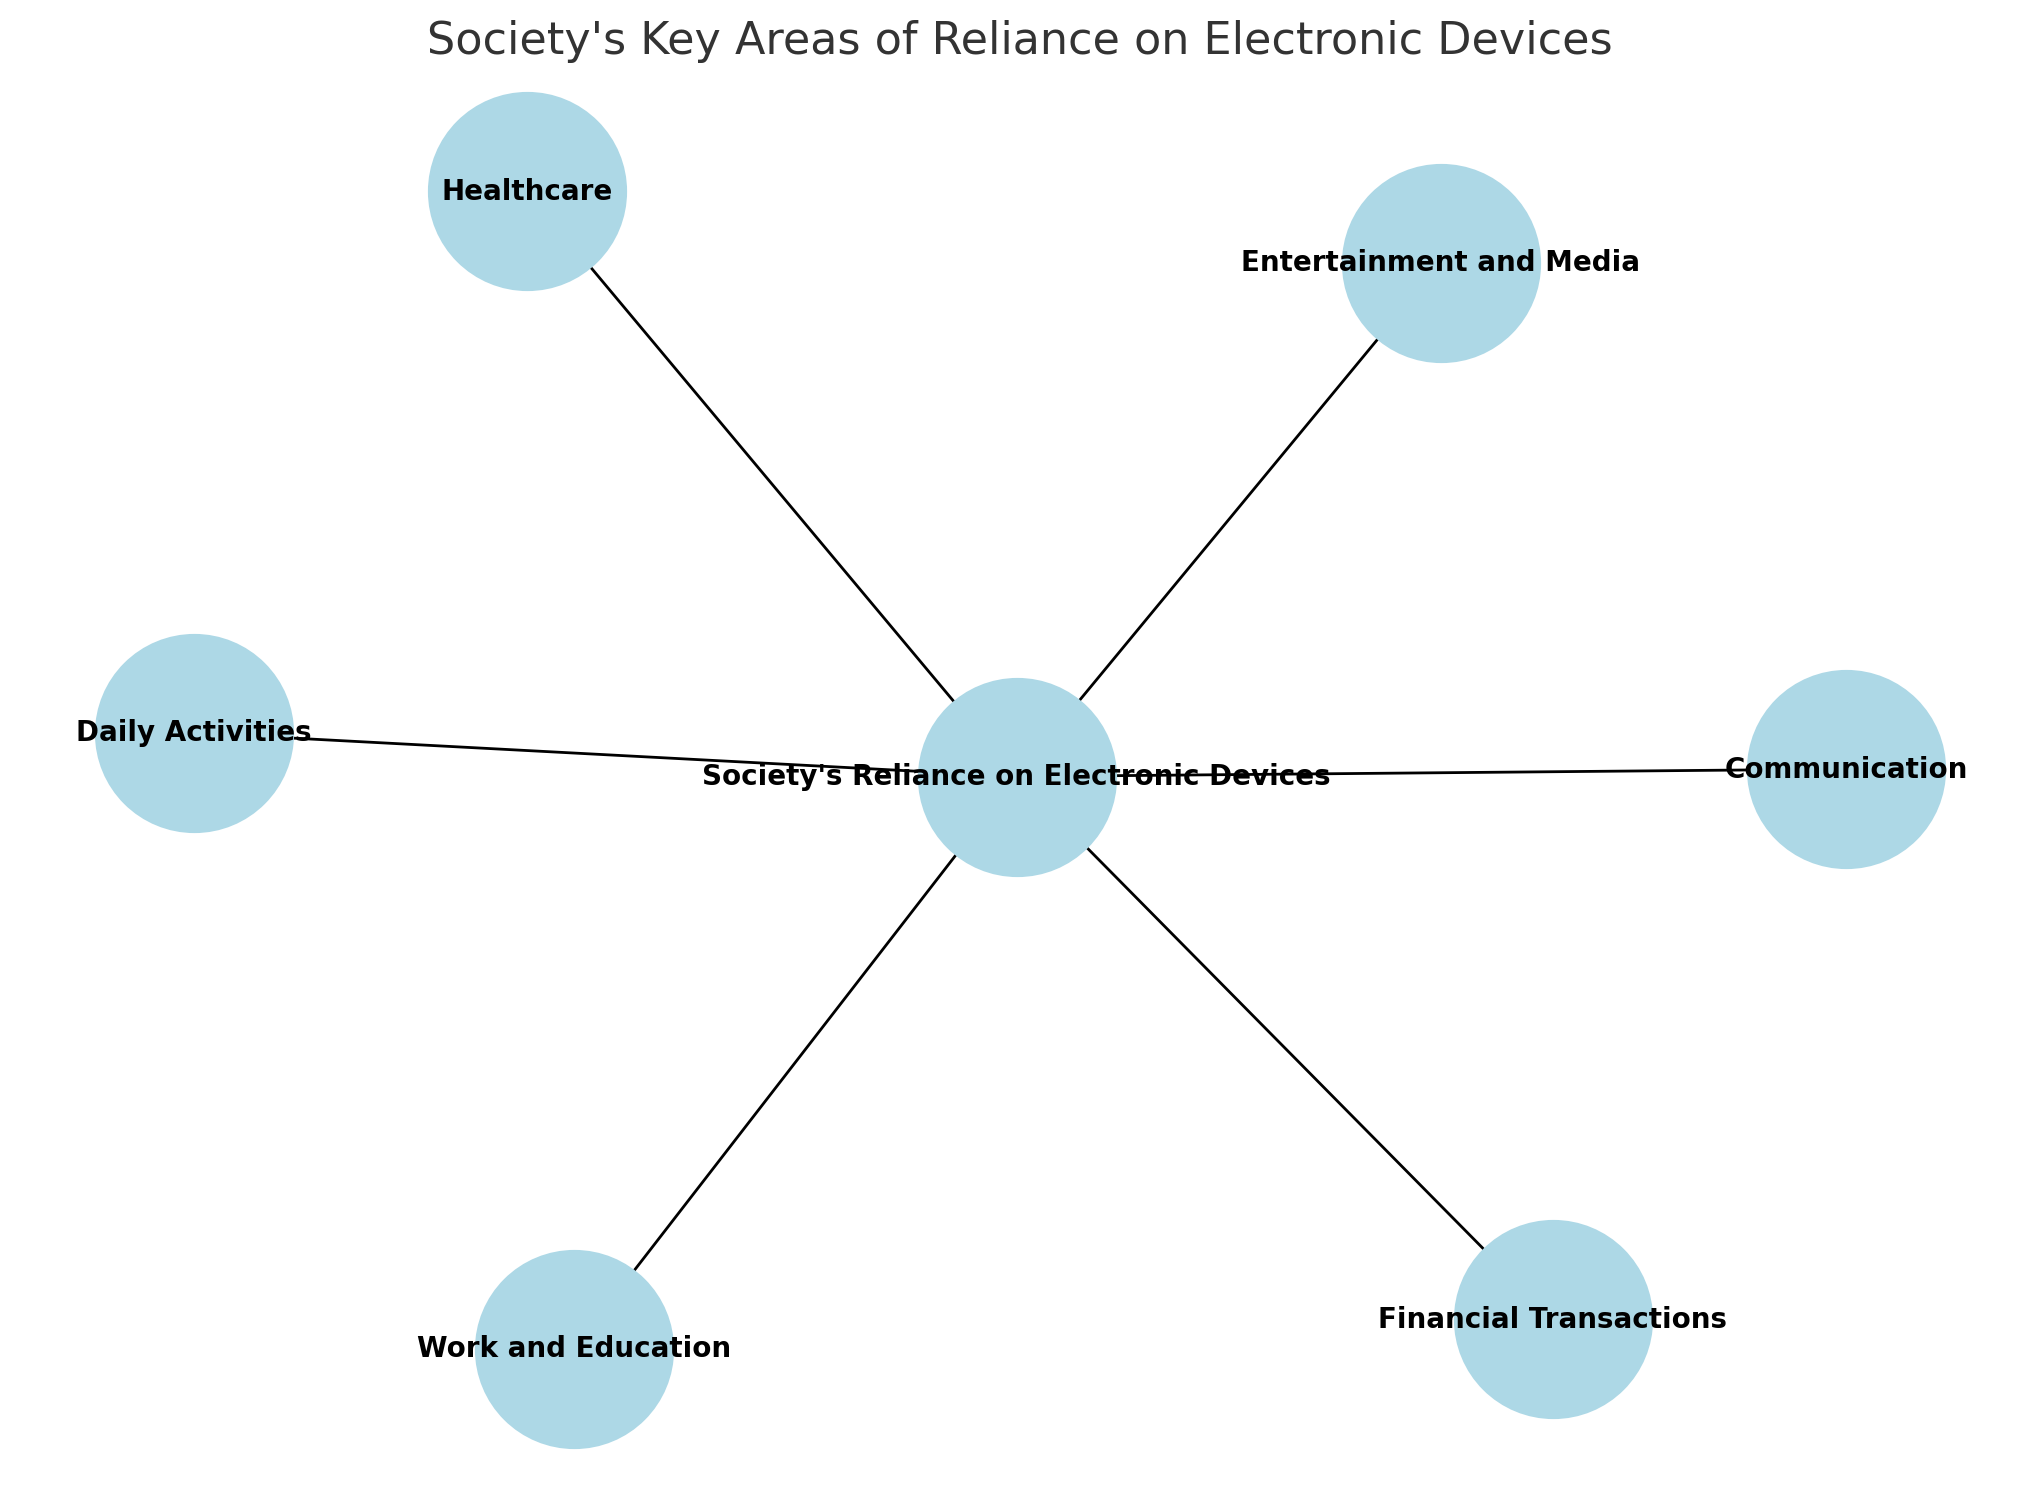 Society's Key Areas of Reliance on Electronic Devices
Healthcare
Entertainment and Media
Daily Activities
Society's Reliance on Electronic Devices
Communication
Work and Education
Financial Transactions